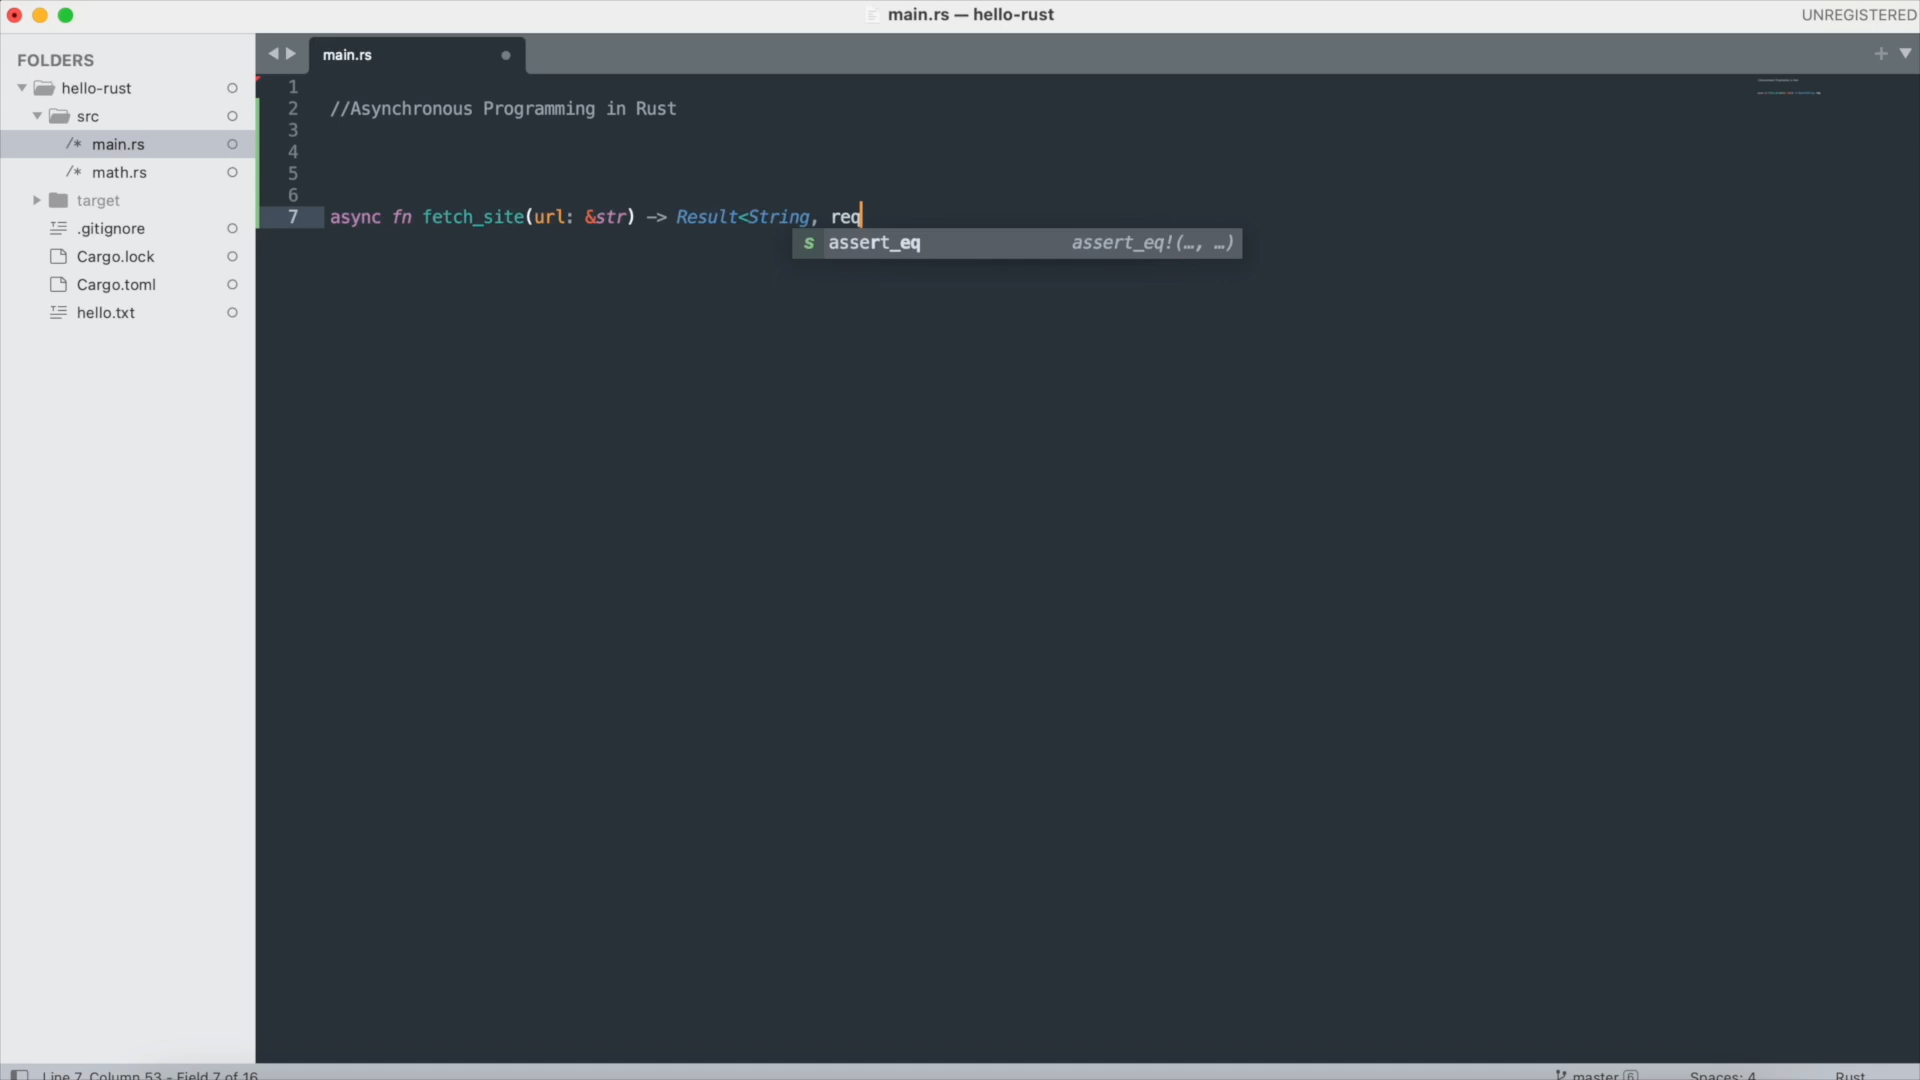 main.rs — hello-rust
UNREGISTERED
FOLDERS
hello-rust
src
/* main.rs
/* math.rs
target
.gitignore
Cargo.lock
Cargo.toml
hello.txt
main.rs
1
2 //Asynchronous Programming in Rust
3
4
5
6
7 async fn fetch_site(url: &str) -> Result<String, req
s assert_eq assert_eq!(…, …)
Line 7, Column 53 - Field 7 of 16
master 6
Spaces: 4
Rust